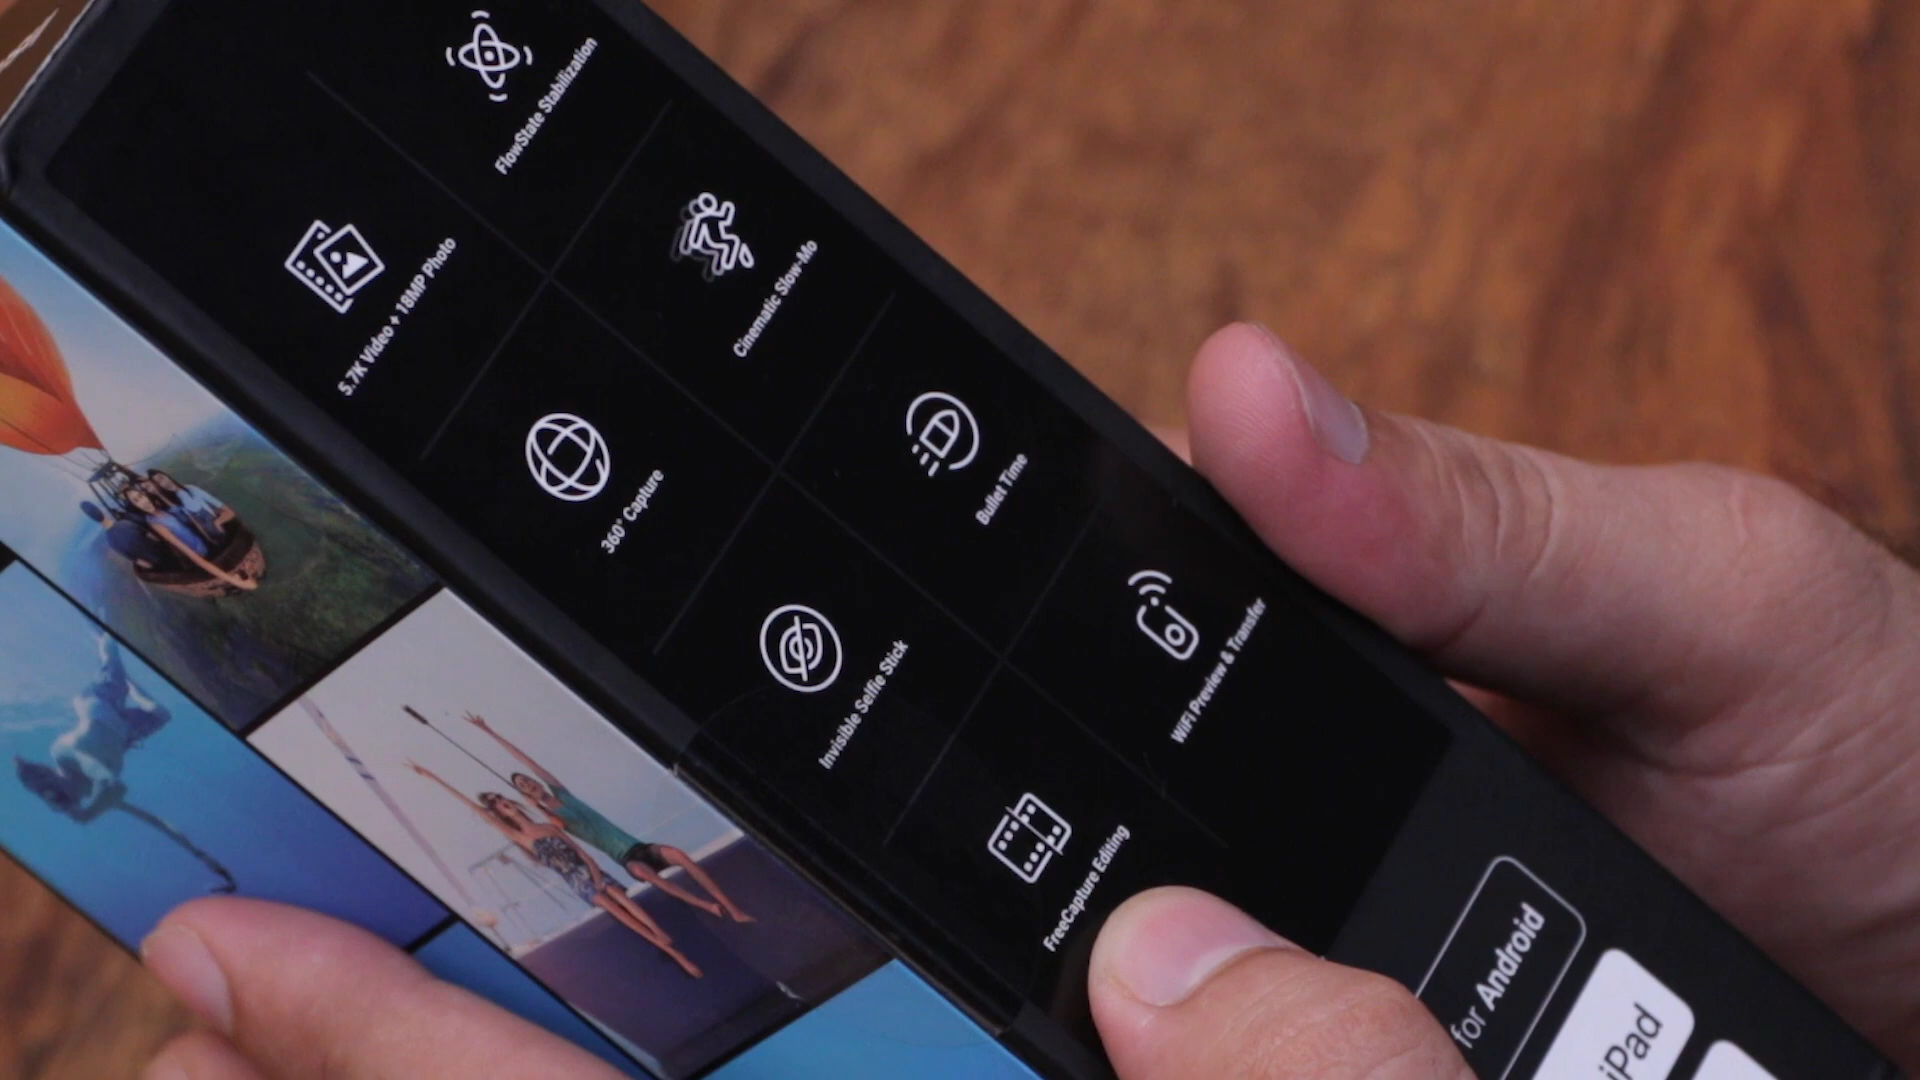 FlowState Stabilization
5.7K Video + 18MP Photo
Cinematic Slow-Mo
360° Capture
Bullet Time
Invisible Selfie Stick
WiFi Preview & Transfer
FreeCapture Editing
for Android
iPad